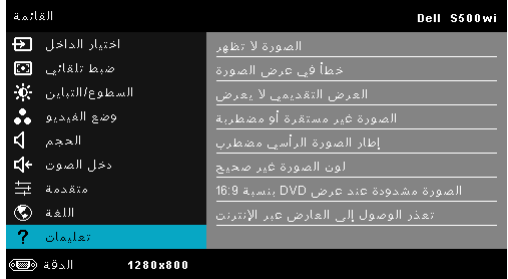 القائمة
Dell S500wi
اختيار الداخل
ضبط تلقائي
السطوع/التباين
وضع الفيديو
الحجم
دخل الصوت
متقدمة
اللغة
تعليمات
الصورة لا تظهر
خطأ في عرض الصورة
العرض التقديمي لا يعرض
الصورة غير مستقرة أو مضطربة
إطار الصورة الرأسي مضطرب
لون الصورة غير صحيح
الصورة مشدودة عند عرض DVD بنسبة 16:9
تعذر الوصول إلى العارض عبر الإنترنت
الدقة 1280x800